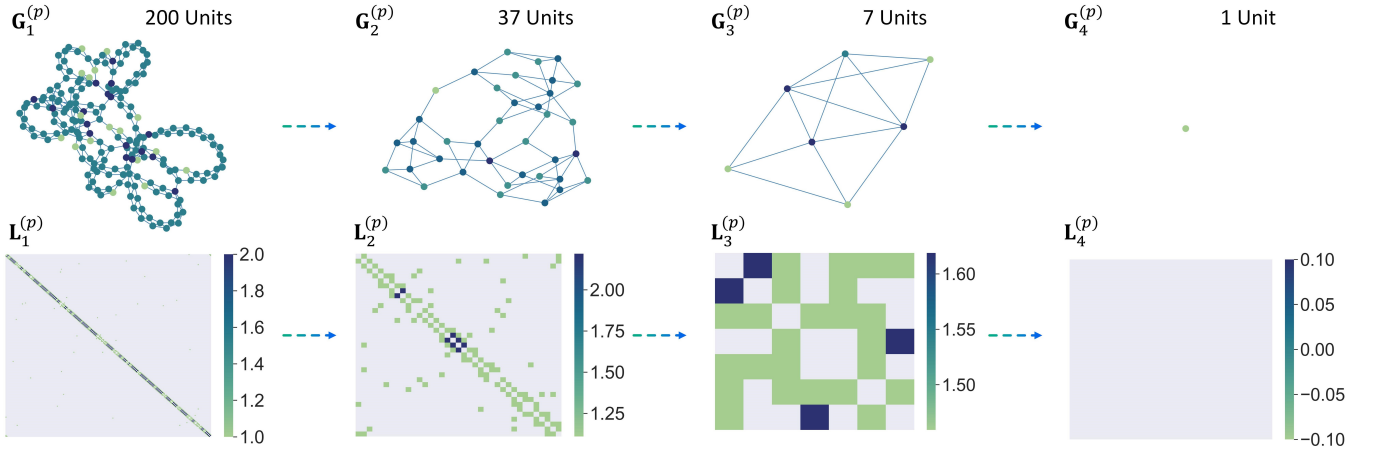 G₁⁽ᵖ⁾ 200 Units
G₂⁽ᵖ⁾ 37 Units
G₃⁽ᵖ⁾ 7 Units
G₄⁽ᵖ⁾ 1 Unit
L₁⁽ᵖ⁾
2.0
1.8
1.6
1.4
1.2
1.0
L₂⁽ᵖ⁾
2.00
1.75
1.50
1.25
L₃⁽ᵖ⁾
1.60
1.55
1.50
L₄⁽ᵖ⁾
0.10
0.05
0.00
−0.05
−0.10